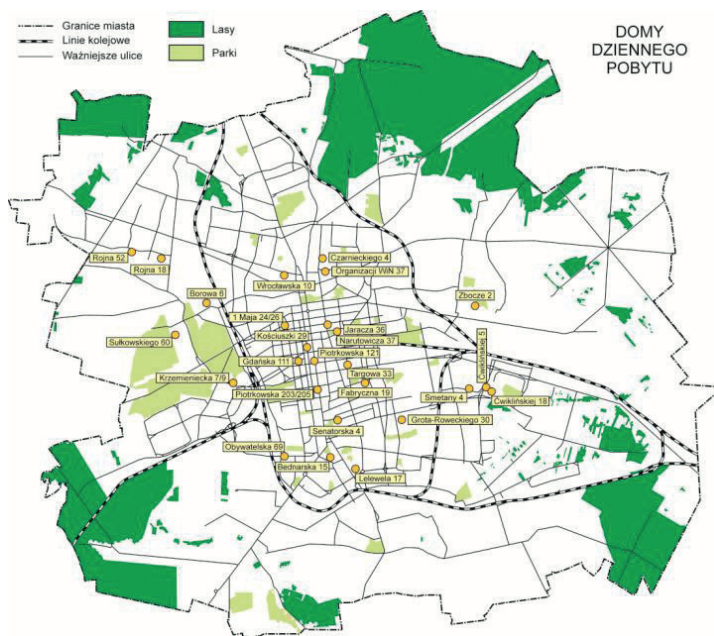 Granice miasta
Linie kolejowe
Ważniejsze ulice
Lasy
Parki
DOMY
DZIENNEGO
POBYTU
Rojna 52
Rojna 18
Czarnieckiego 4
Organizacji WiN 37
Wrocławska 10
Borowa 6
Zbocze 2
1 Maja 24/26
Jaracza 36
Sułkowskiego 60
Kościuszki 29
Narutowicza 37
Ćwiklińskiej 5
Gdańska 111
Piotrkowska 121
Targowa 33
Krzemieniecka 7/9
Piotrkowska 203/205
Fabryczna 19
Smetany 4
Ćwiklińskiej 18
Senatorska 4
Grota-Roweckiego 30
Obywatelska 69
Bednarska 15
Lelewela 17